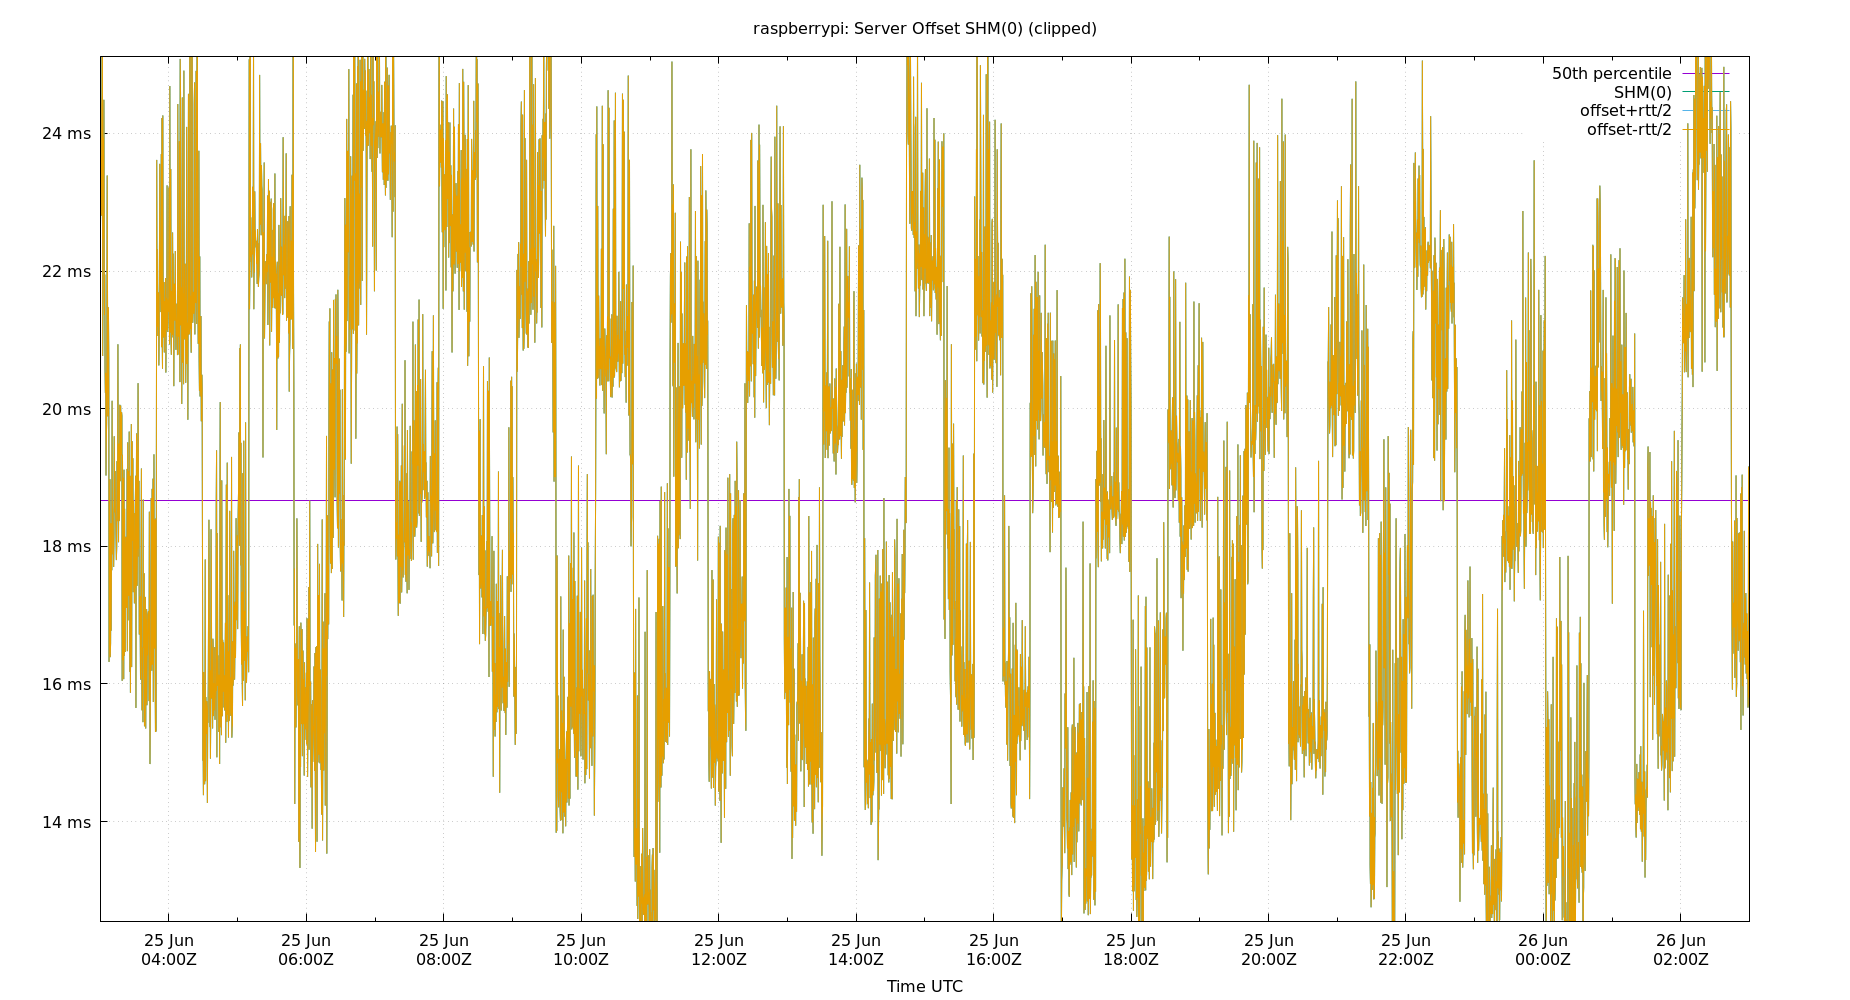 raspberrypi: Server Offset SHM(0) (clipped)
50th percentile
SHM(0)
offset+rtt/2
offset-rtt/2
24 ms
22 ms
20 ms
18 ms
16 ms
14 ms
25 Jun 25 Jun 25 Jun 25 Jun 25 Jun 25 Jun 25 Jun 25 Jun 25 Jun 25 Jun 26 Jun 26 Jun
04:00Z 06:00Z 08:00Z 10:00Z 12:00Z 14:00Z 16:00Z 18:00Z 20:00Z 22:00Z 00:00Z 02:00Z
Time UTC